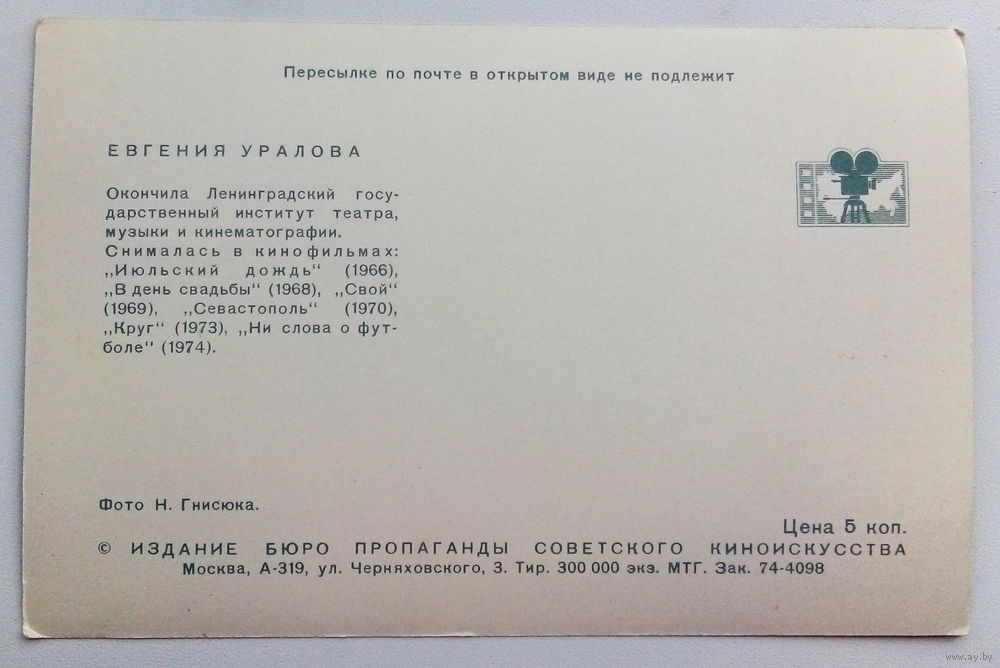 Пересылке по почте в открытом виде не подлежит
ЕВГЕНИЯ УРАЛОВА
Окончила Ленинградский госу-
дарственный институт театра,
музыки и кинематографии.
Снималась в кинофильмах:
„Июльский дождь“ (1966),
„В день свадьбы“ (1968), „Свой“
(1969), „Севастополь“ (1970),
„Круг“ (1973), „Ни слова о фут-
боле“ (1974).
Фото Н. Гнисюка.
Цена 5 коп.
© ИЗДАНИЕ БЮРО ПРОПАГАНДЫ СОВЕТСКОГО КИНОИСКУССТВА
Москва, А-319, ул. Черняховского, 3. Тир. 300 000 экз. МТГ. Зак. 74-4098
www.ay.by